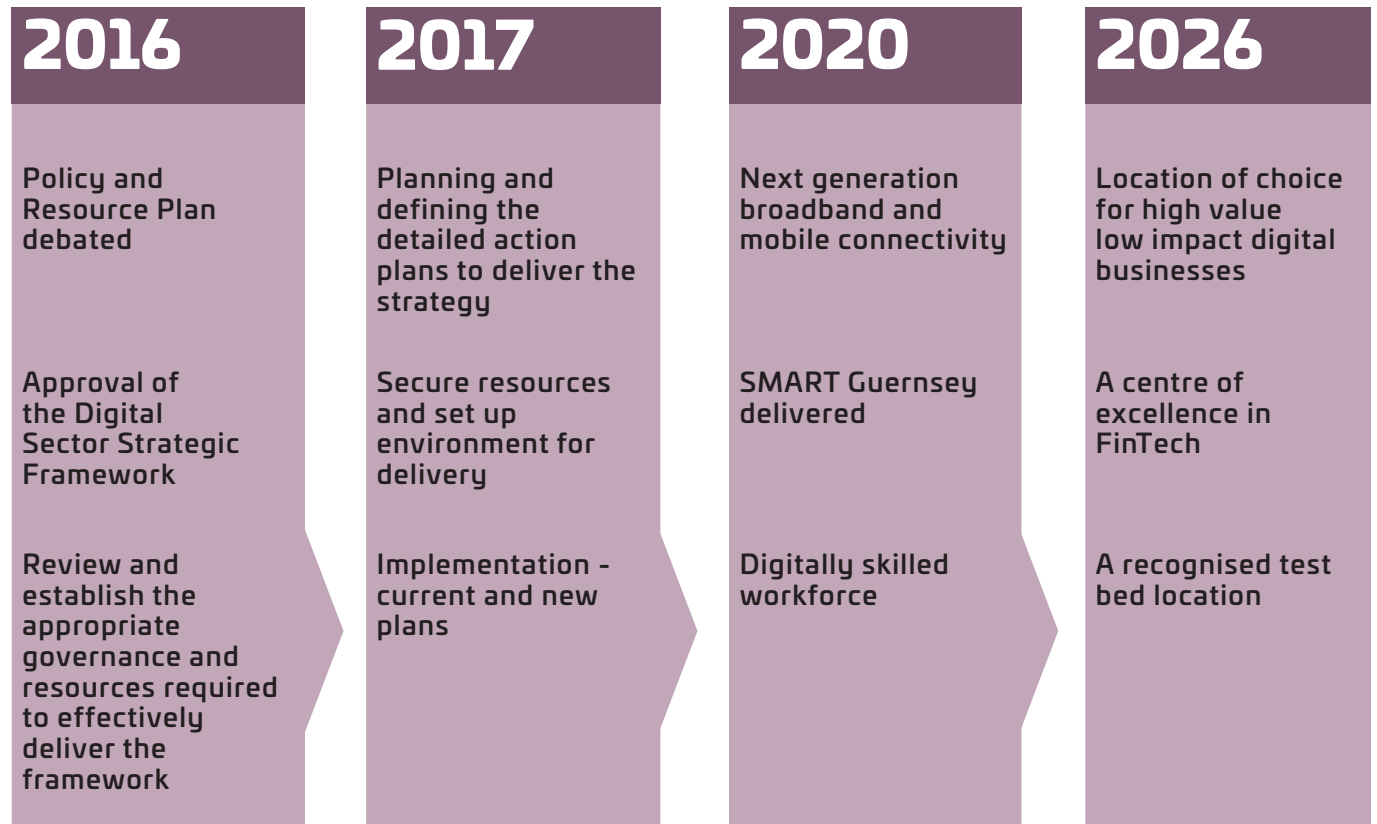 2016
Policy and
Resource Plan
debated
Approval of
the Digital
Sector Strategic
Framework
Review and
establish the
appropriate
governance and
resources required
to effectively
deliver the
framework
2017
Planning and
defining the
detailed action
plans to deliver the
strategy
Secure resources
and set up
environment for
delivery
Implementation -
current and new
plans
2020
Next generation
broadband and
mobile connectivity
SMART Guernsey
delivered
Digitally skilled
workforce
2026
Location of choice
for high value
low impact digital
businesses
A centre of
excellence in
FinTech
A recognised test
bed location